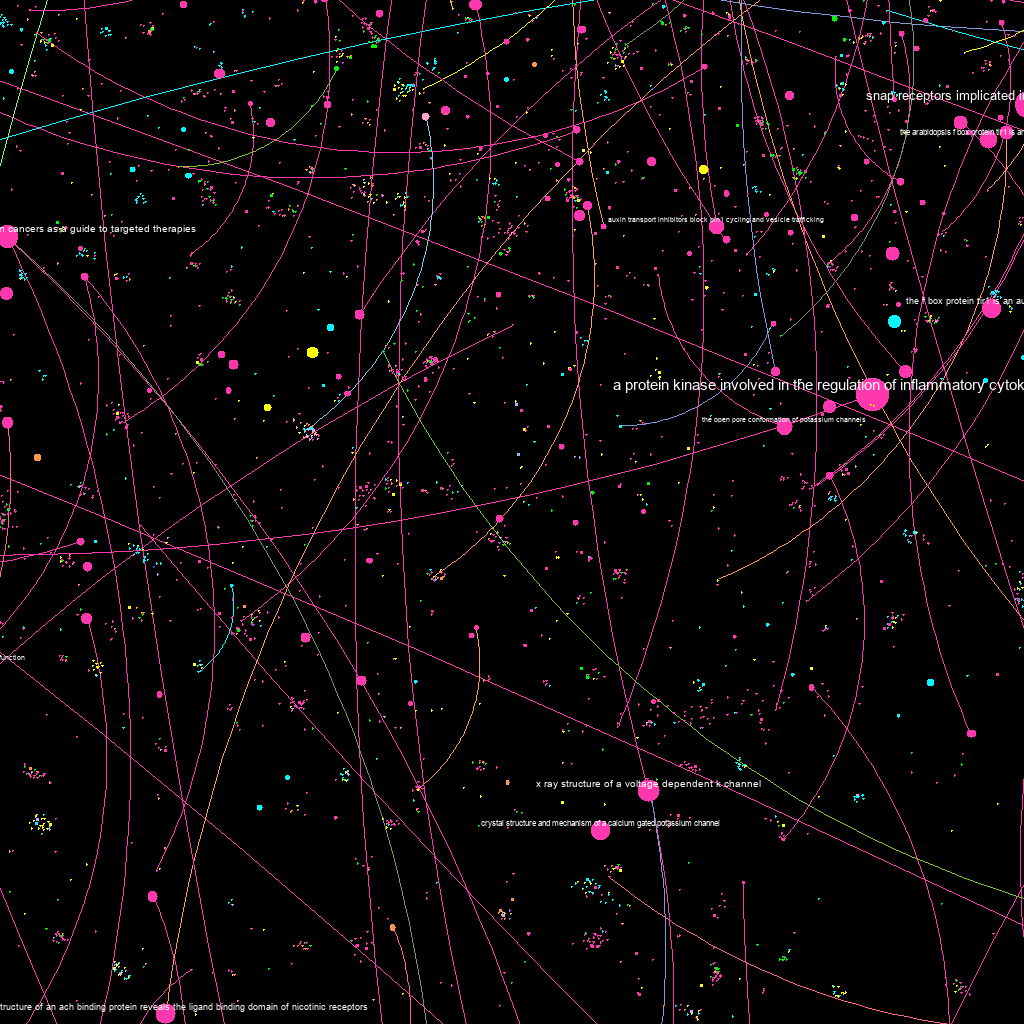 snap receptors implicated i
the arabidopsis f box protein tir1 is an
auxin transport inhibitors block pin1 cycling and vesicle trafficking
n cancers as a guide to targeted therapies
the f box protein tir1 is an au
a protein kinase involved in the regulation of inflammatory cytok
the open pore conformation of potassium channels
function
x ray structure of a voltage dependent k channel
crystal structure and mechanism of a calcium gated potassium channel
tructure of an ach binding protein reveals the ligand binding domain of nicotinic receptors